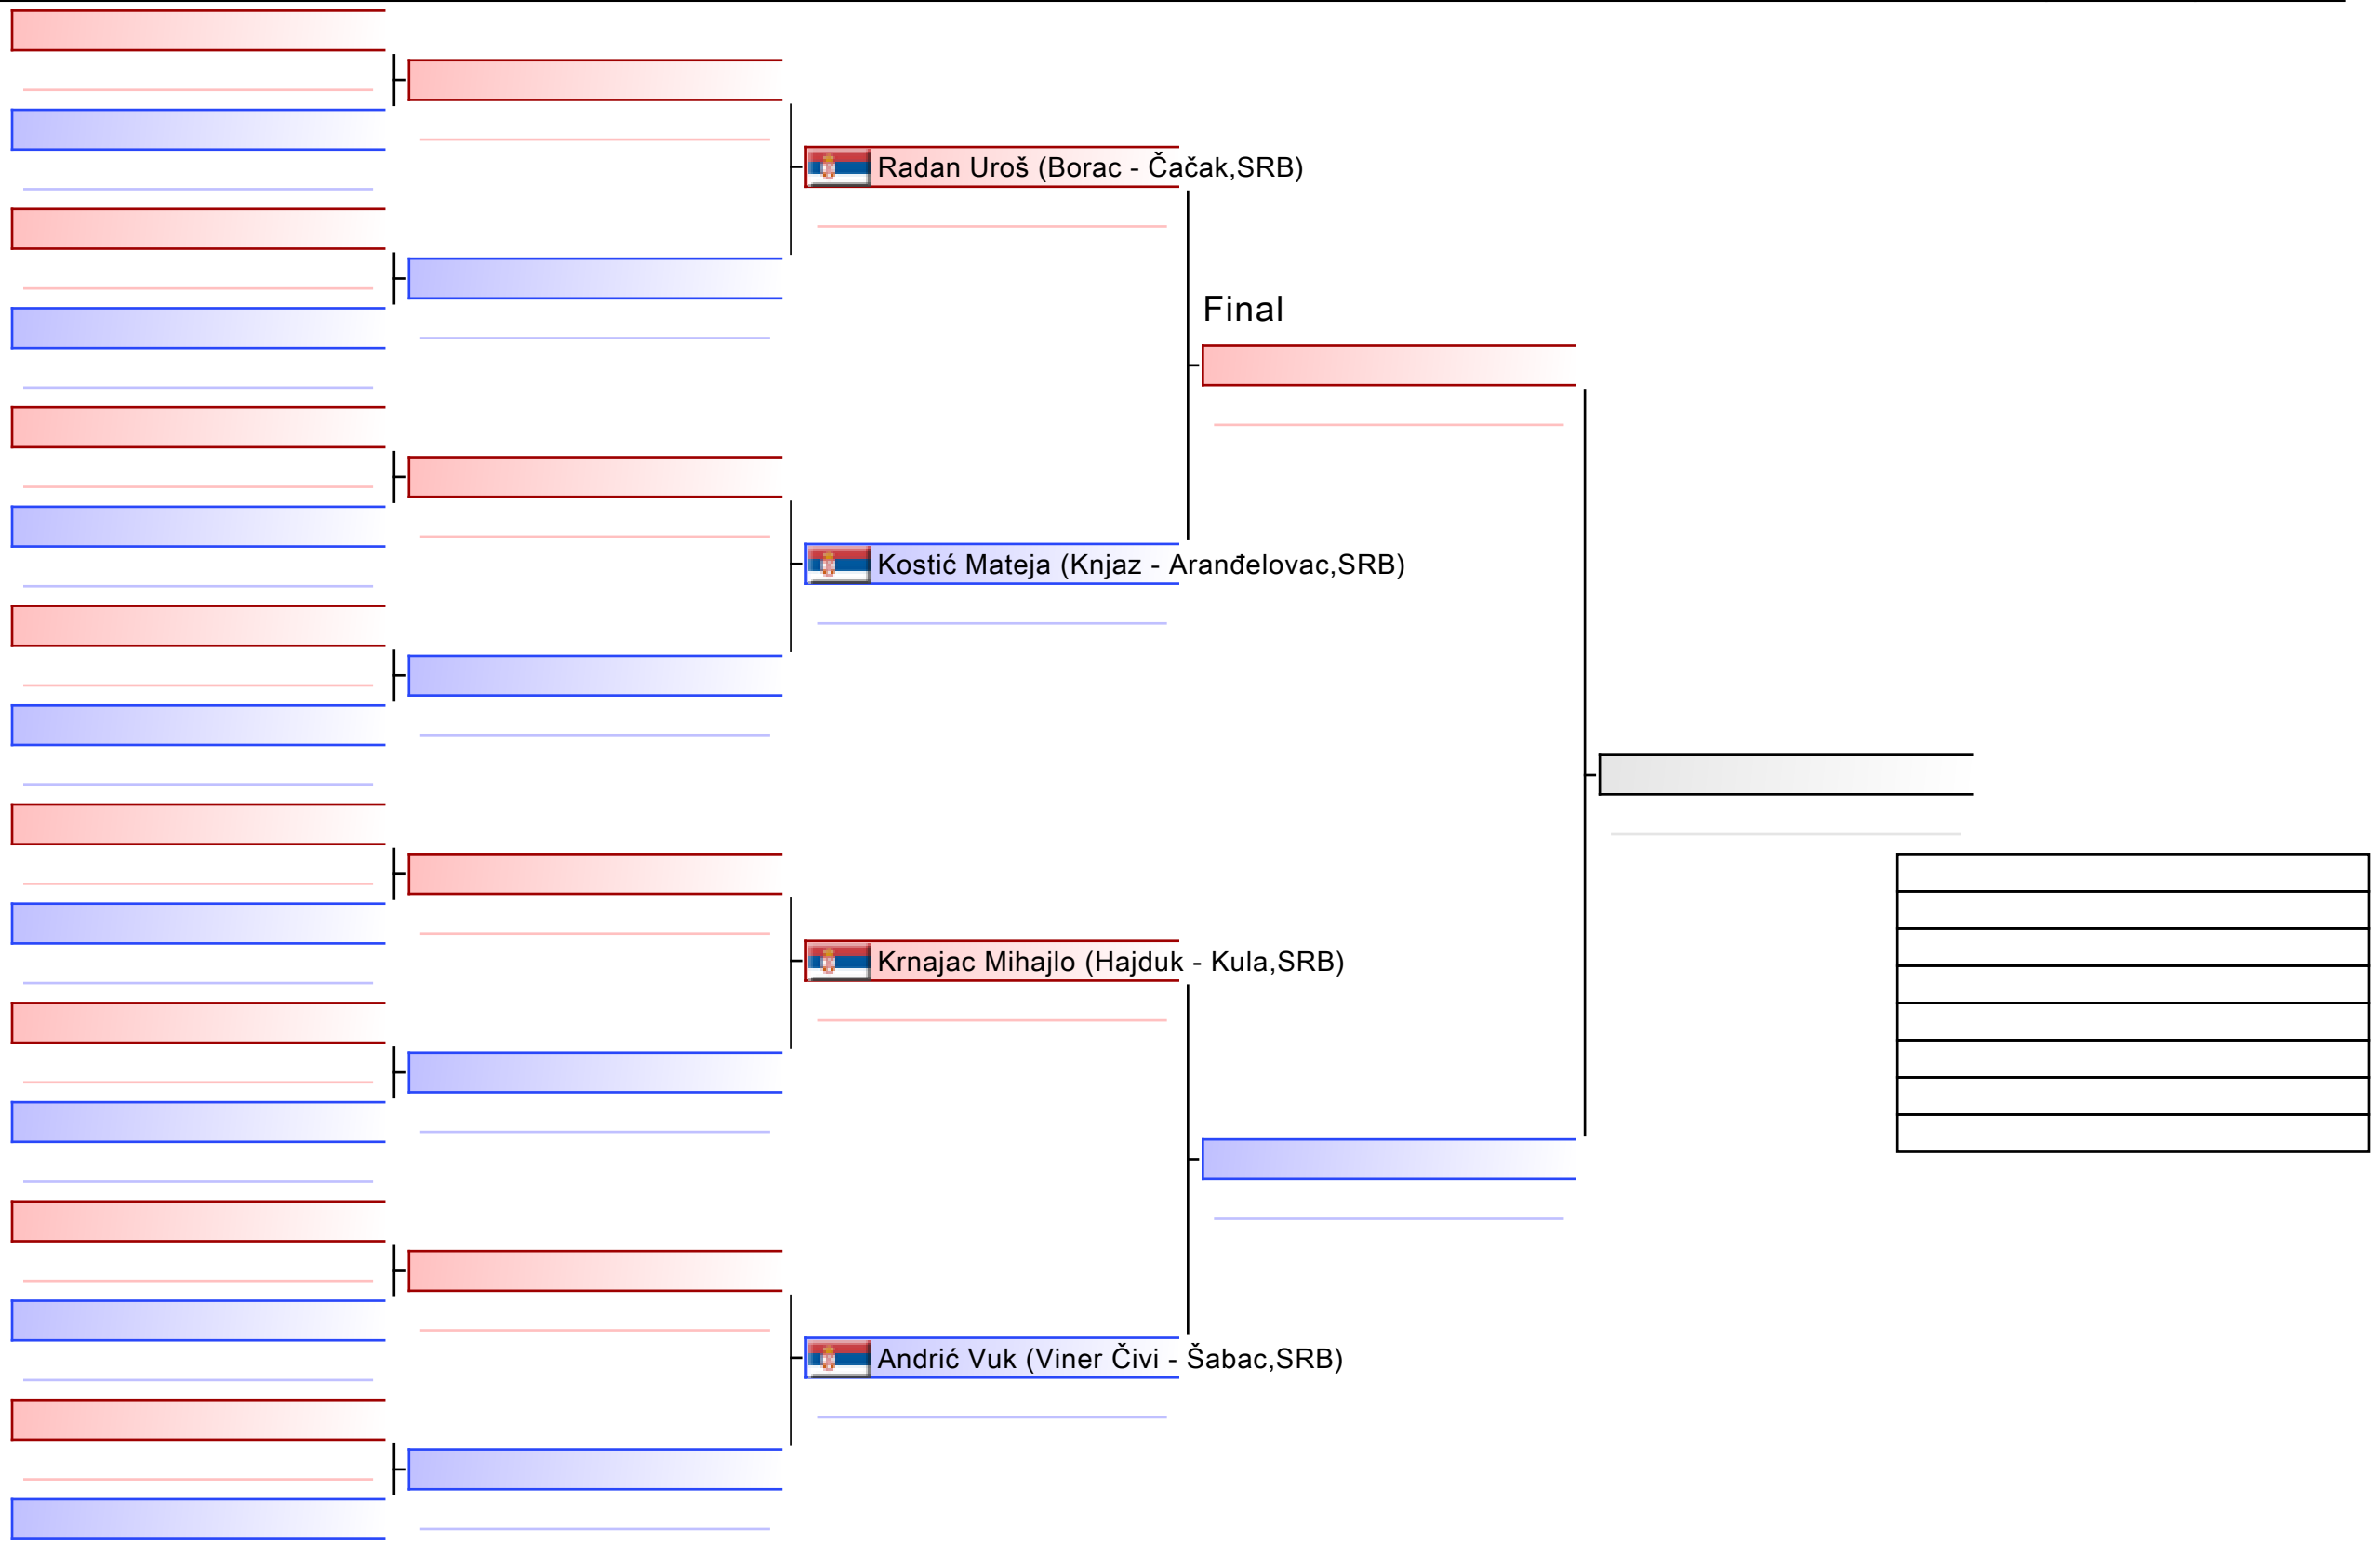 Radan Uroš (Borac - Čačak,SRB)
Final
Kostić Mateja (Knjaz - Aranđelovac,SRB)
Krnajac Mihajlo (Hajduk - Kula,SRB)
Andrić Vuk (Viner Čivi - Šabac,SRB)